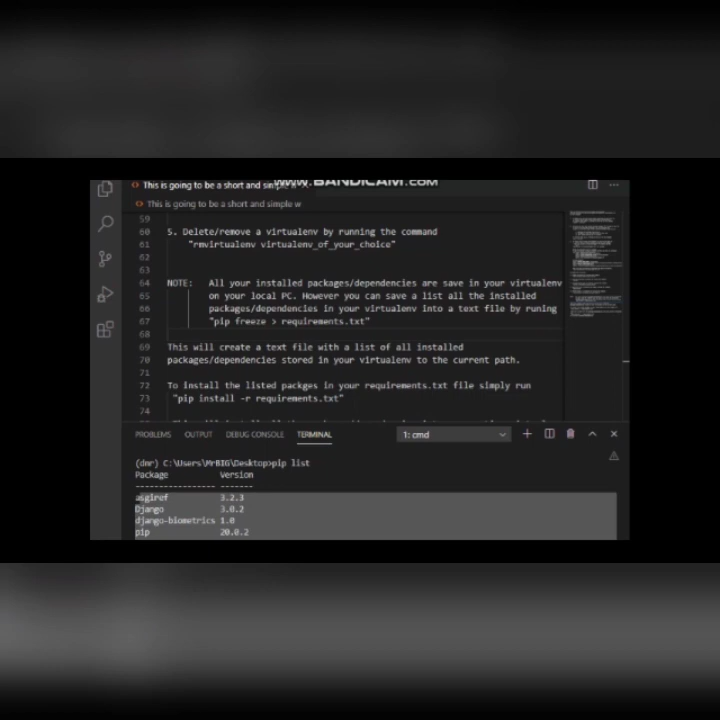 www.BANDICAM.COM
This is going to be a short and simple w
This is going to be a short and simple w
59
60 5. Delete/remove a virtualenv by running the command
61 "rmvirtualenv virtualenv_of_your_choice"
62
63
64 NOTE: All your installed packages/dependencies are save in your virtualenv
65 on your local PC. However you can save a list all the installed
66 packages/dependencies in your virtualenv into a text file by runing
67 "pip freeze > requirements.txt"
68
69 This will create a text file with a list of all installed
70 packages/dependencies stored in your virtualenv to the current path.
71
72 To install the listed packges in your requirements.txt file simply run
73 "pip install -r requirements.txt"
74
PROBLEMS OUTPUT DEBUG CONSOLE TERMINAL 1: cmd
(dmr) C:\Users\MrBIG\Desktop>pip list
Package Version
---------------- -------
asgiref 3.2.3
Django 3.0.2
django-biometrics 1.0
pip 20.0.2